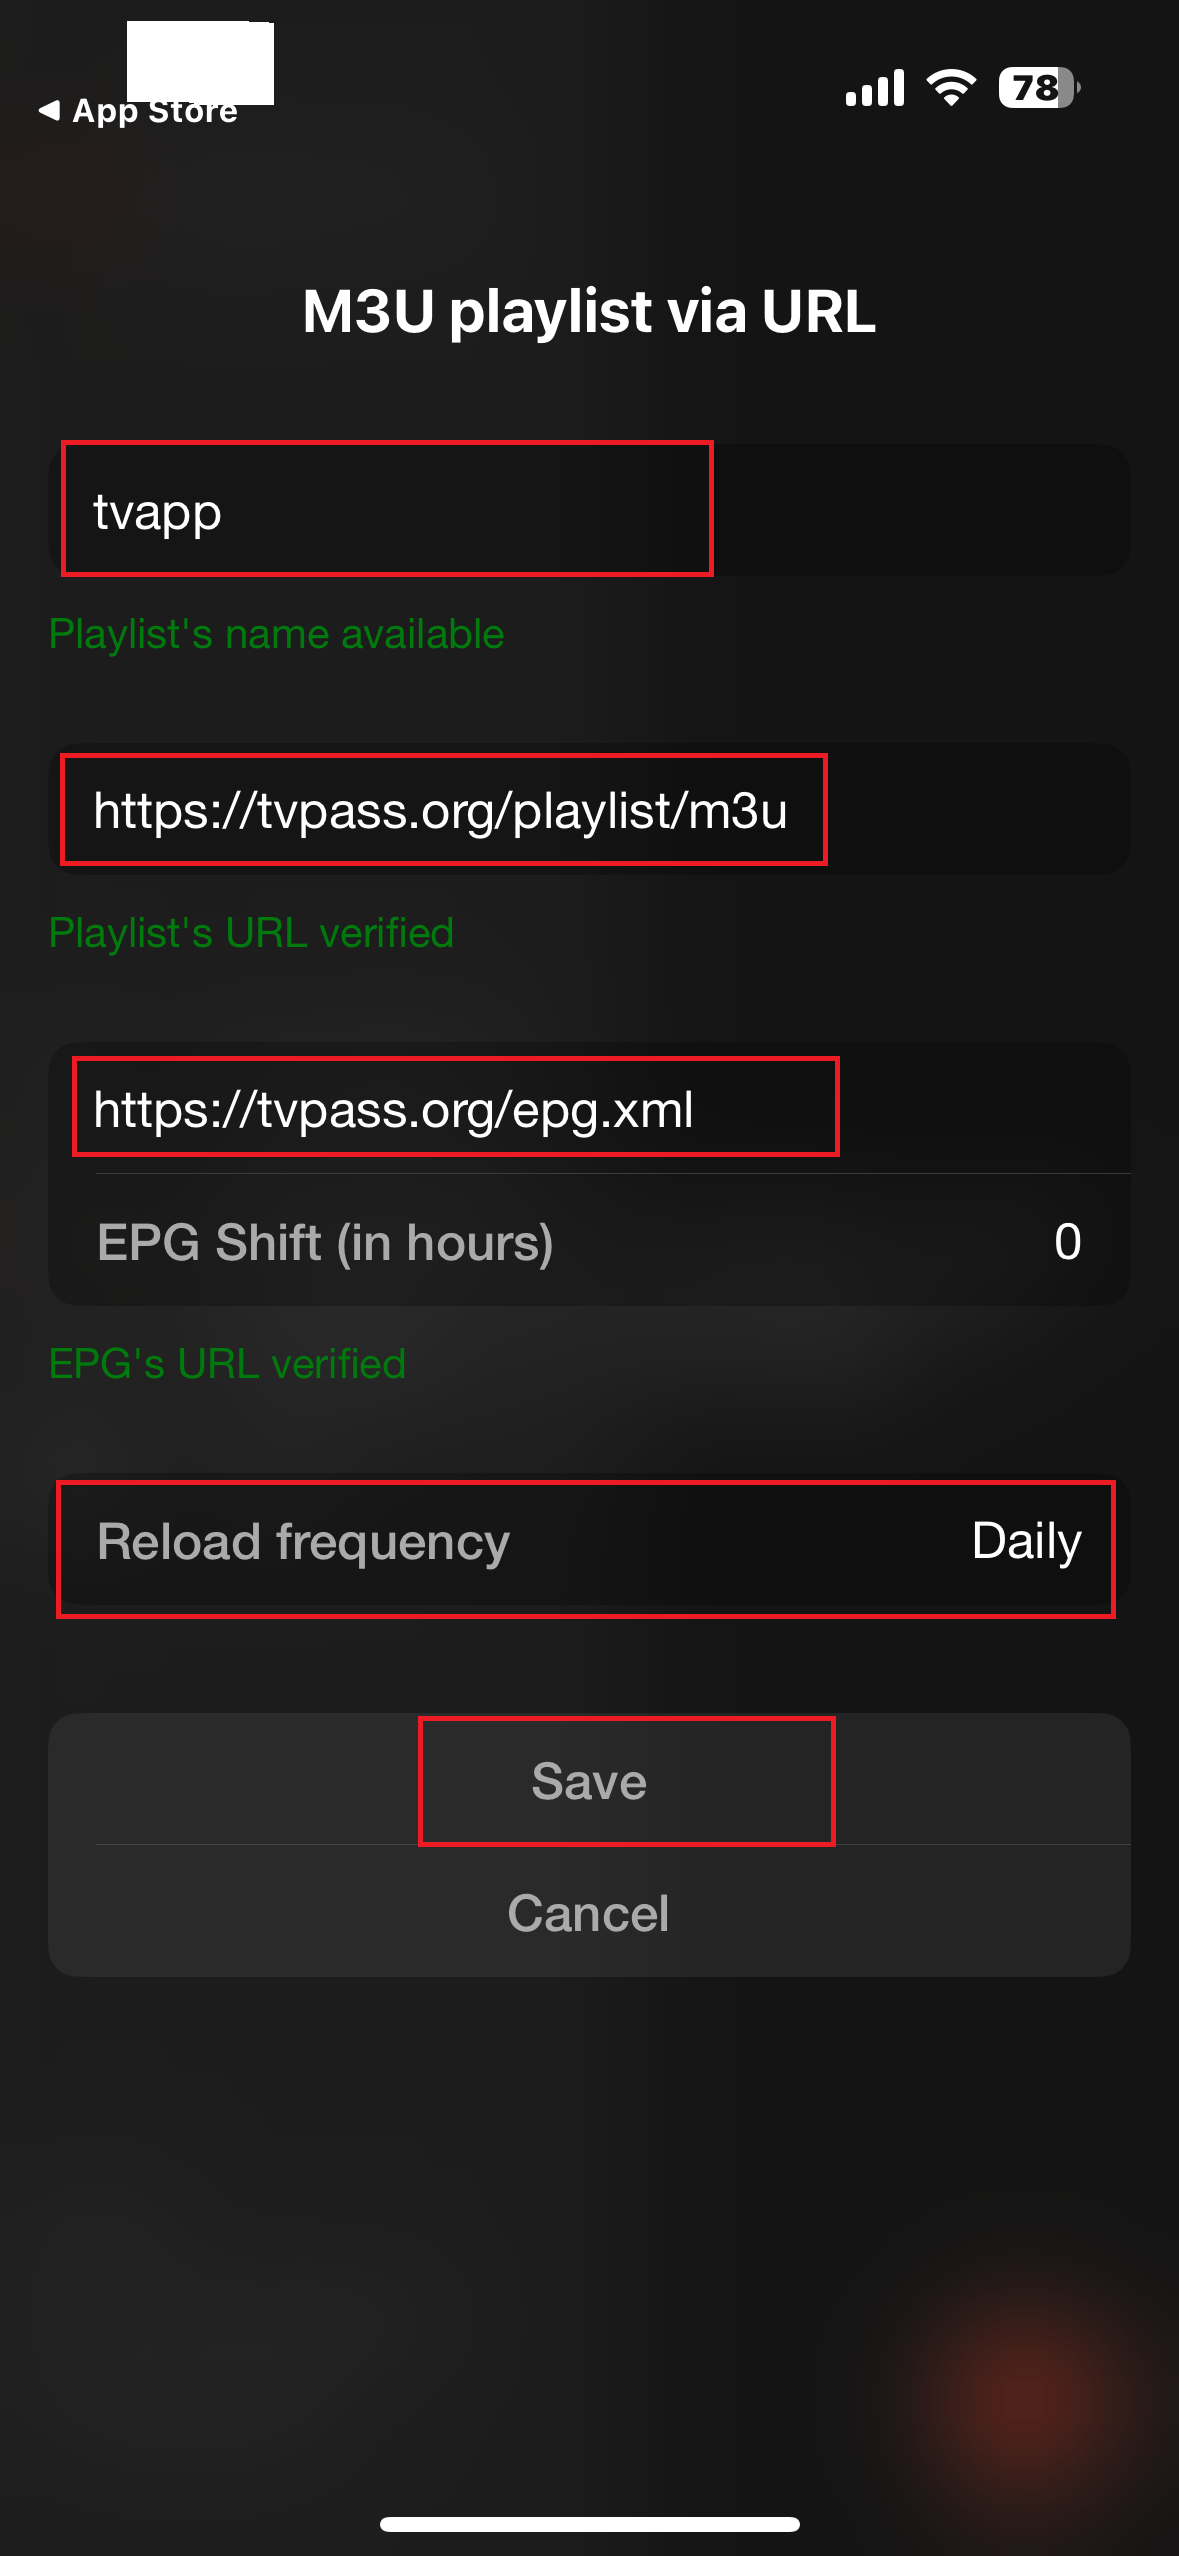 App Store
78
M3U playlist via URL
tvapp
Playlist's name available
https://tvpass.org/playlist/m3u
Playlist's URL verified
https://tvpass.org/epg.xml
EPG Shift (in hours) 0
EPG's URL verified
Reload frequency Daily
Save
Cancel